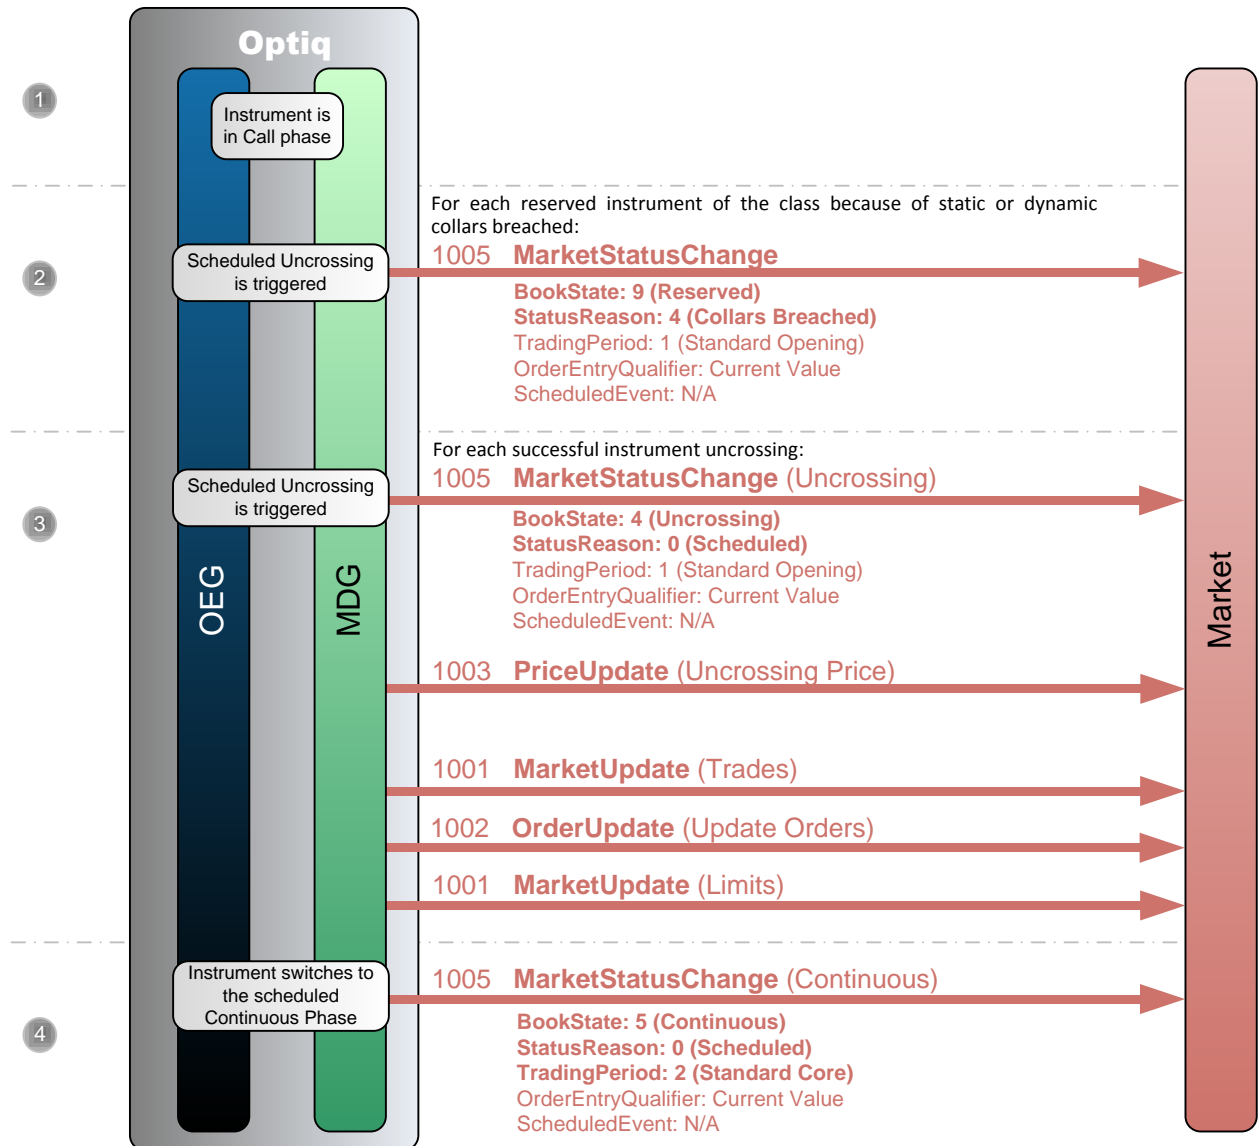 Optiq
1
Instrument is
in Call phase
For each reserved instrument of the class because of static or dynamic
collars breached:
2
Scheduled Uncrossing
is triggered
1005 MarketStatusChange
BookState: 9 (Reserved)
StatusReason: 4 (Collars Breached)
TradingPeriod: 1 (Standard Opening)
OrderEntryQualifier: Current Value
ScheduledEvent: N/A
For each successful instrument uncrossing:
3
Scheduled Uncrossing
is triggered
1005 MarketStatusChange (Uncrossing)
BookState: 4 (Uncrossing)
StatusReason: 0 (Scheduled)
TradingPeriod: 1 (Standard Opening)
OrderEntryQualifier: Current Value
ScheduledEvent: N/A
OEG
MDG
Market
1003 PriceUpdate (Uncrossing Price)
1001 MarketUpdate (Trades)
1002 OrderUpdate (Update Orders)
1001 MarketUpdate (Limits)
4
Instrument switches to
the scheduled
Continuous Phase
1005 MarketStatusChange (Continuous)
BookState: 5 (Continuous)
StatusReason: 0 (Scheduled)
TradingPeriod: 2 (Standard Core)
OrderEntryQualifier: Current Value
ScheduledEvent: N/A